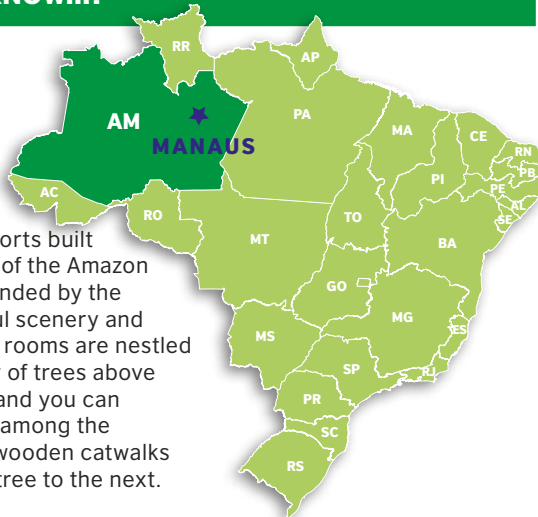 RR
AP
AM
PA
MANAUS
MA
CE
RN
PB
PI
PE
AL
SE
AC
RO
TO
BA
MT
GO
MG
ES
MS
SP
RJ
PR
SC
RS
orts built
of the Amazon
nded by the
ul scenery and
rooms are nestled
of trees above
and you can
among the
wooden catwalks
tree to the next.